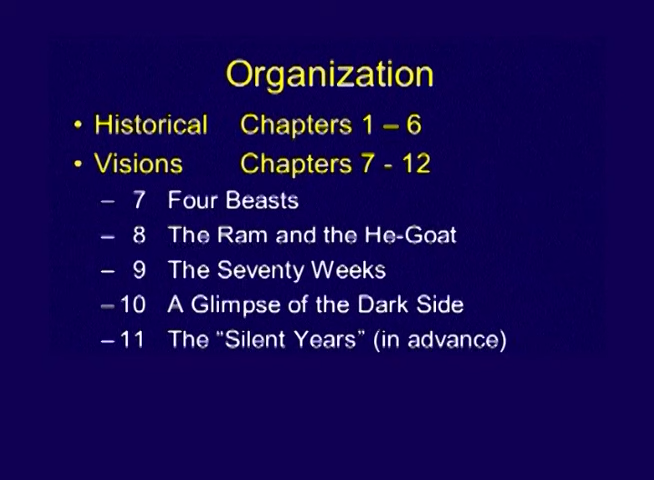 Organization
• Historical Chapters 1 – 6
• Visions Chapters 7 - 12
– 7 Four Beasts
– 8 The Ram and the He-Goat
– 9 The Seventy Weeks
– 10 A Glimpse of the Dark Side
– 11 The "Silent Years" (in advance)